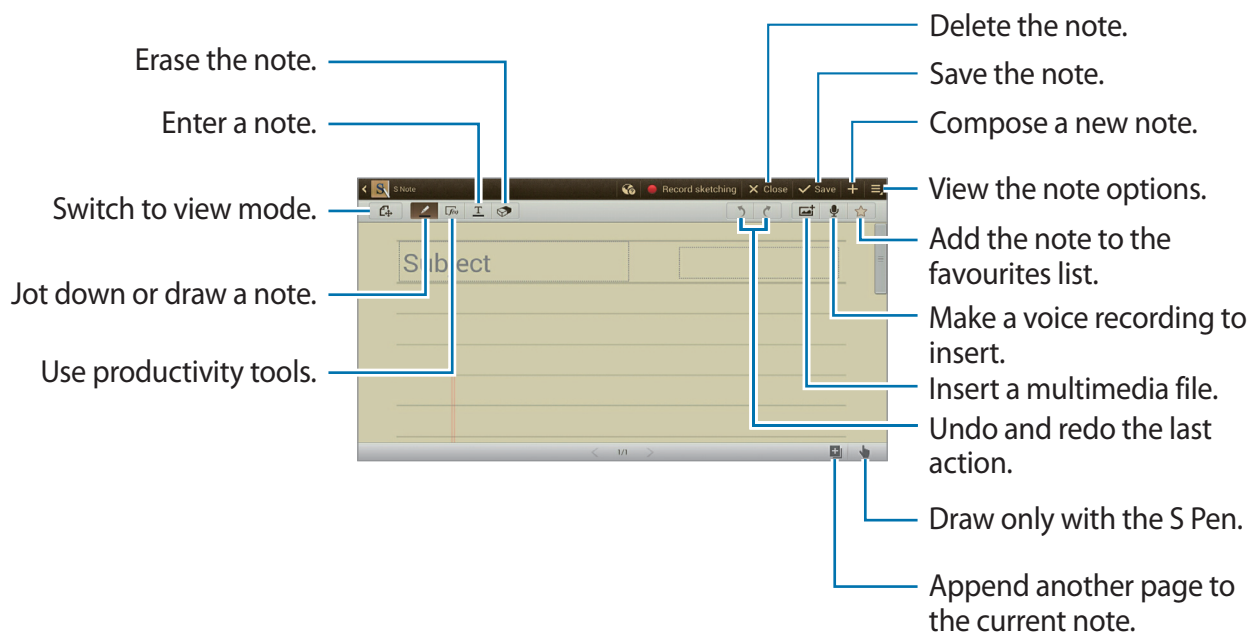 Delete the note.
Erase the note.
Save the note.
Enter a note.
Compose a new note.
S Note
Record sketching
Close
Save
View the note options.
Switch to view mode.
Add the note to the
favourites list.
Subject
Jot down or draw a note.
Make a voice recording to
insert.
Use productivity tools.
Insert a multimedia file.
Undo and redo the last
action.
1/1
Draw only with the S Pen.
Append another page to
the current note.